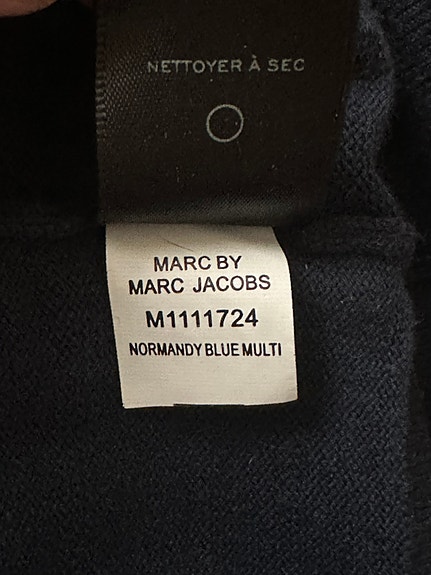 NETTOYER À SEC
MARC BY
MARC JACOBS
M1111724
NORMANDY BLUE MULTI